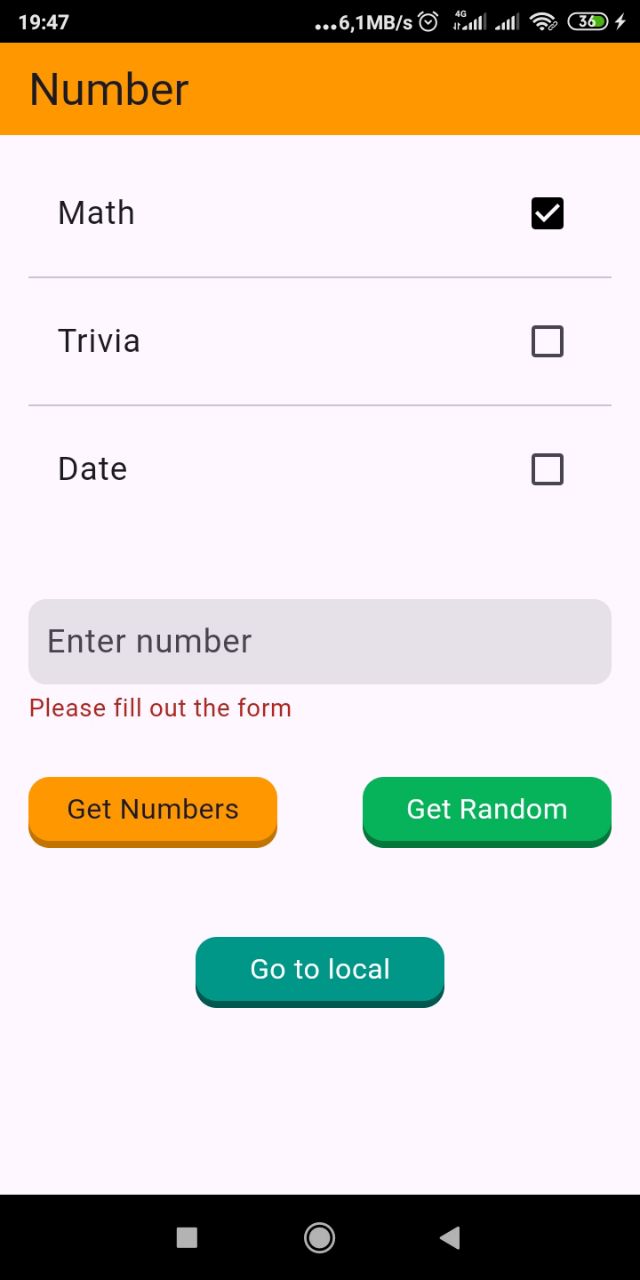 19:47 ...6,1MB/s 4G 36
Number
Math
Trivia
Date
Enter number
Please fill out the form
Get Numbers Get Random
Go to local